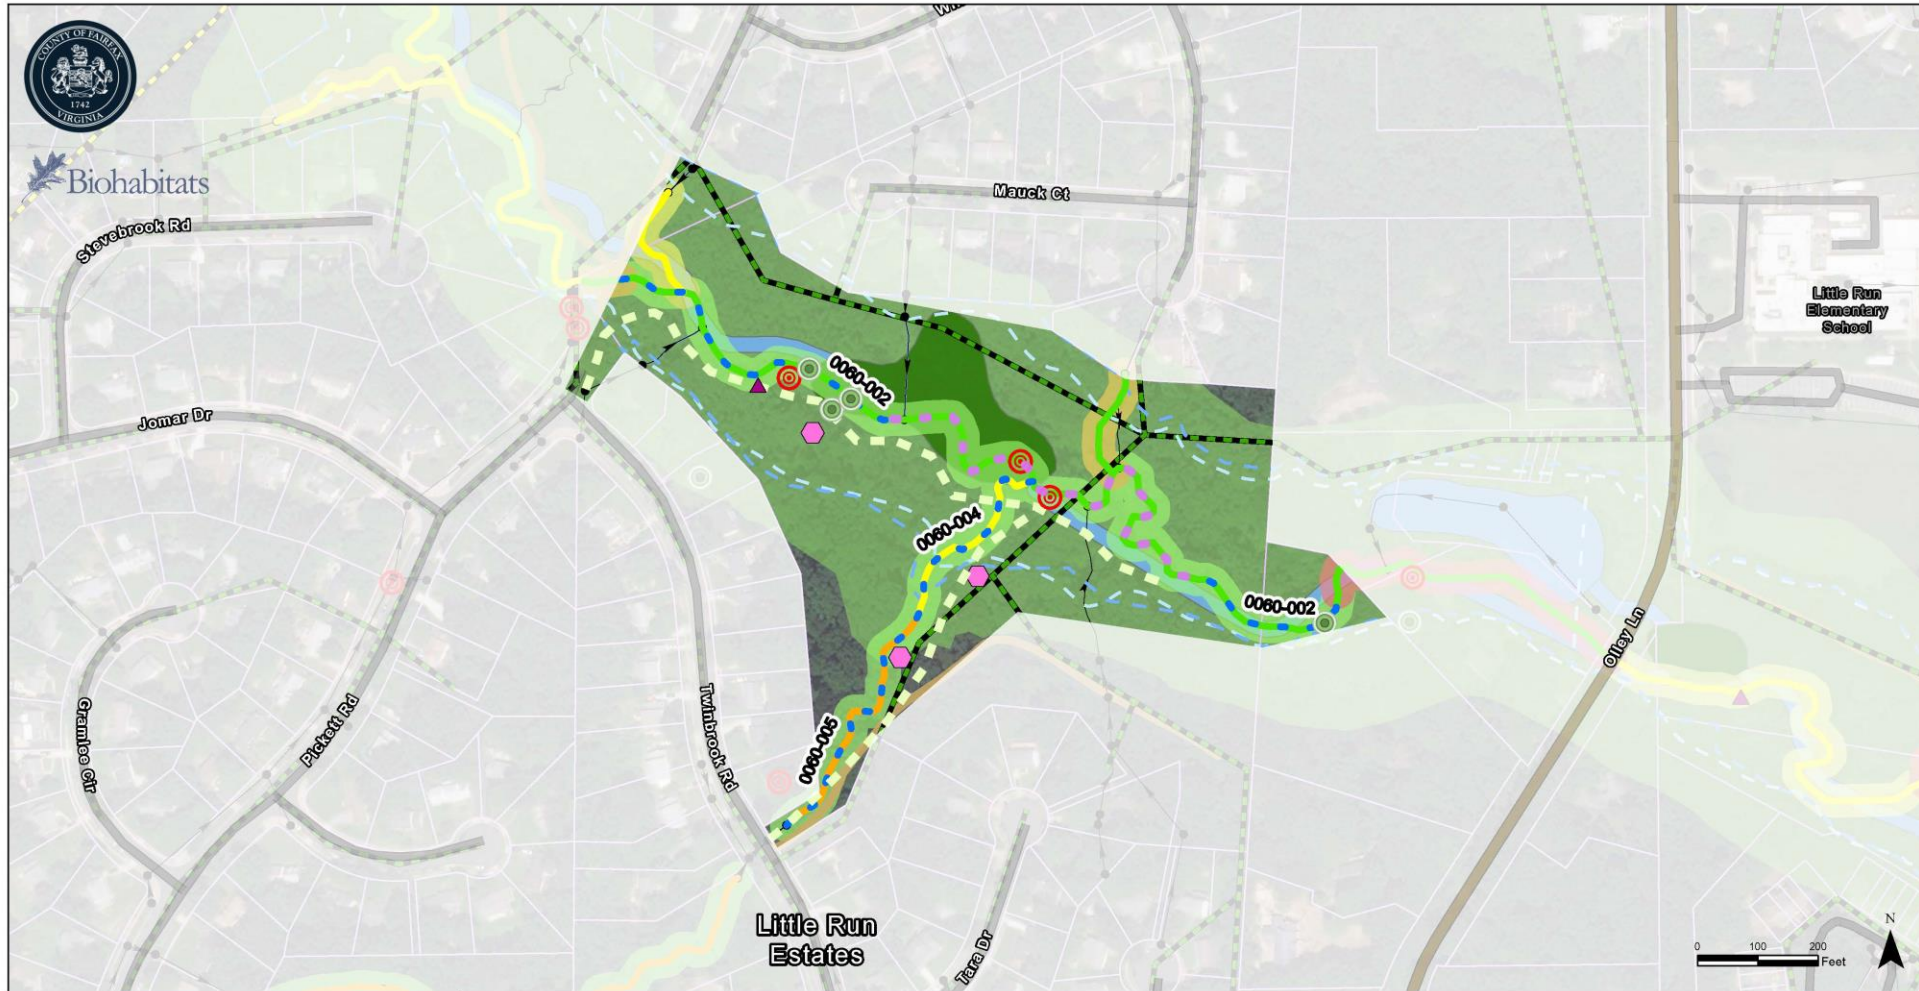 COUNTY OF FAIRFAX
1742
VIRGINIA
Biohabitats
Stevebrook Rd
Mauck Ct
Little Run
Elementary
School
0060-002
Jomar Dr
0060-004
0060-002
Olley Ln
Gramlee Cir
Pickett Rd
Twinbrook Rd
0060-005
Little Run
Estates
Tara Dr
N
0 100 200
Feet